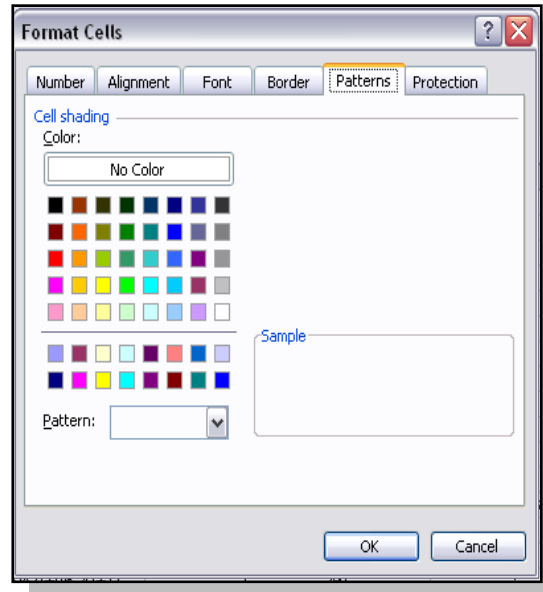 Format Cells
Number Alignment Font Border Patterns Protection
Cell shading
Color:
No Color
Sample
Pattern:
OK Cancel